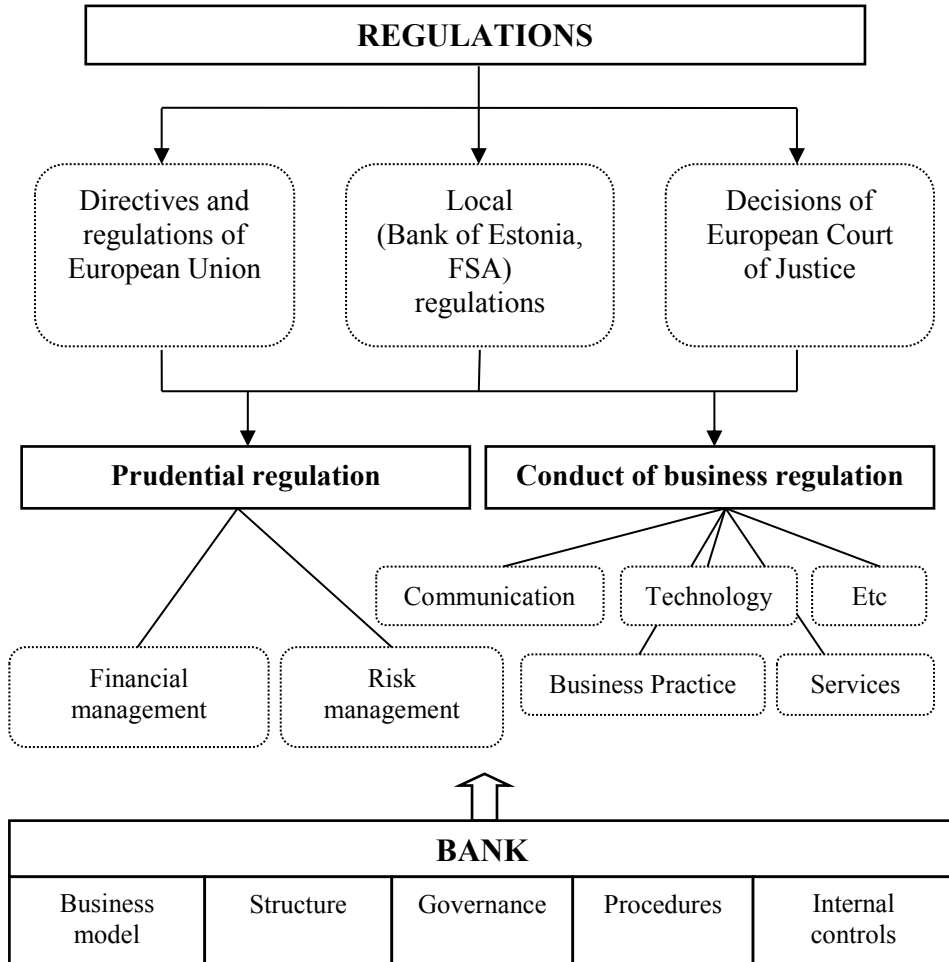 REGULATIONS
Directives and
regulations of
European Union
Local
(Bank of Estonia,
FSA)
regulations
Decisions of
European Court
of Justice
Prudential regulation
Conduct of business regulation
Communication
Technology
Etc
Business Practice
Services
Financial
management
Risk
management
BANK
Business
model
Structure
Governance
Procedures
Internal
controls